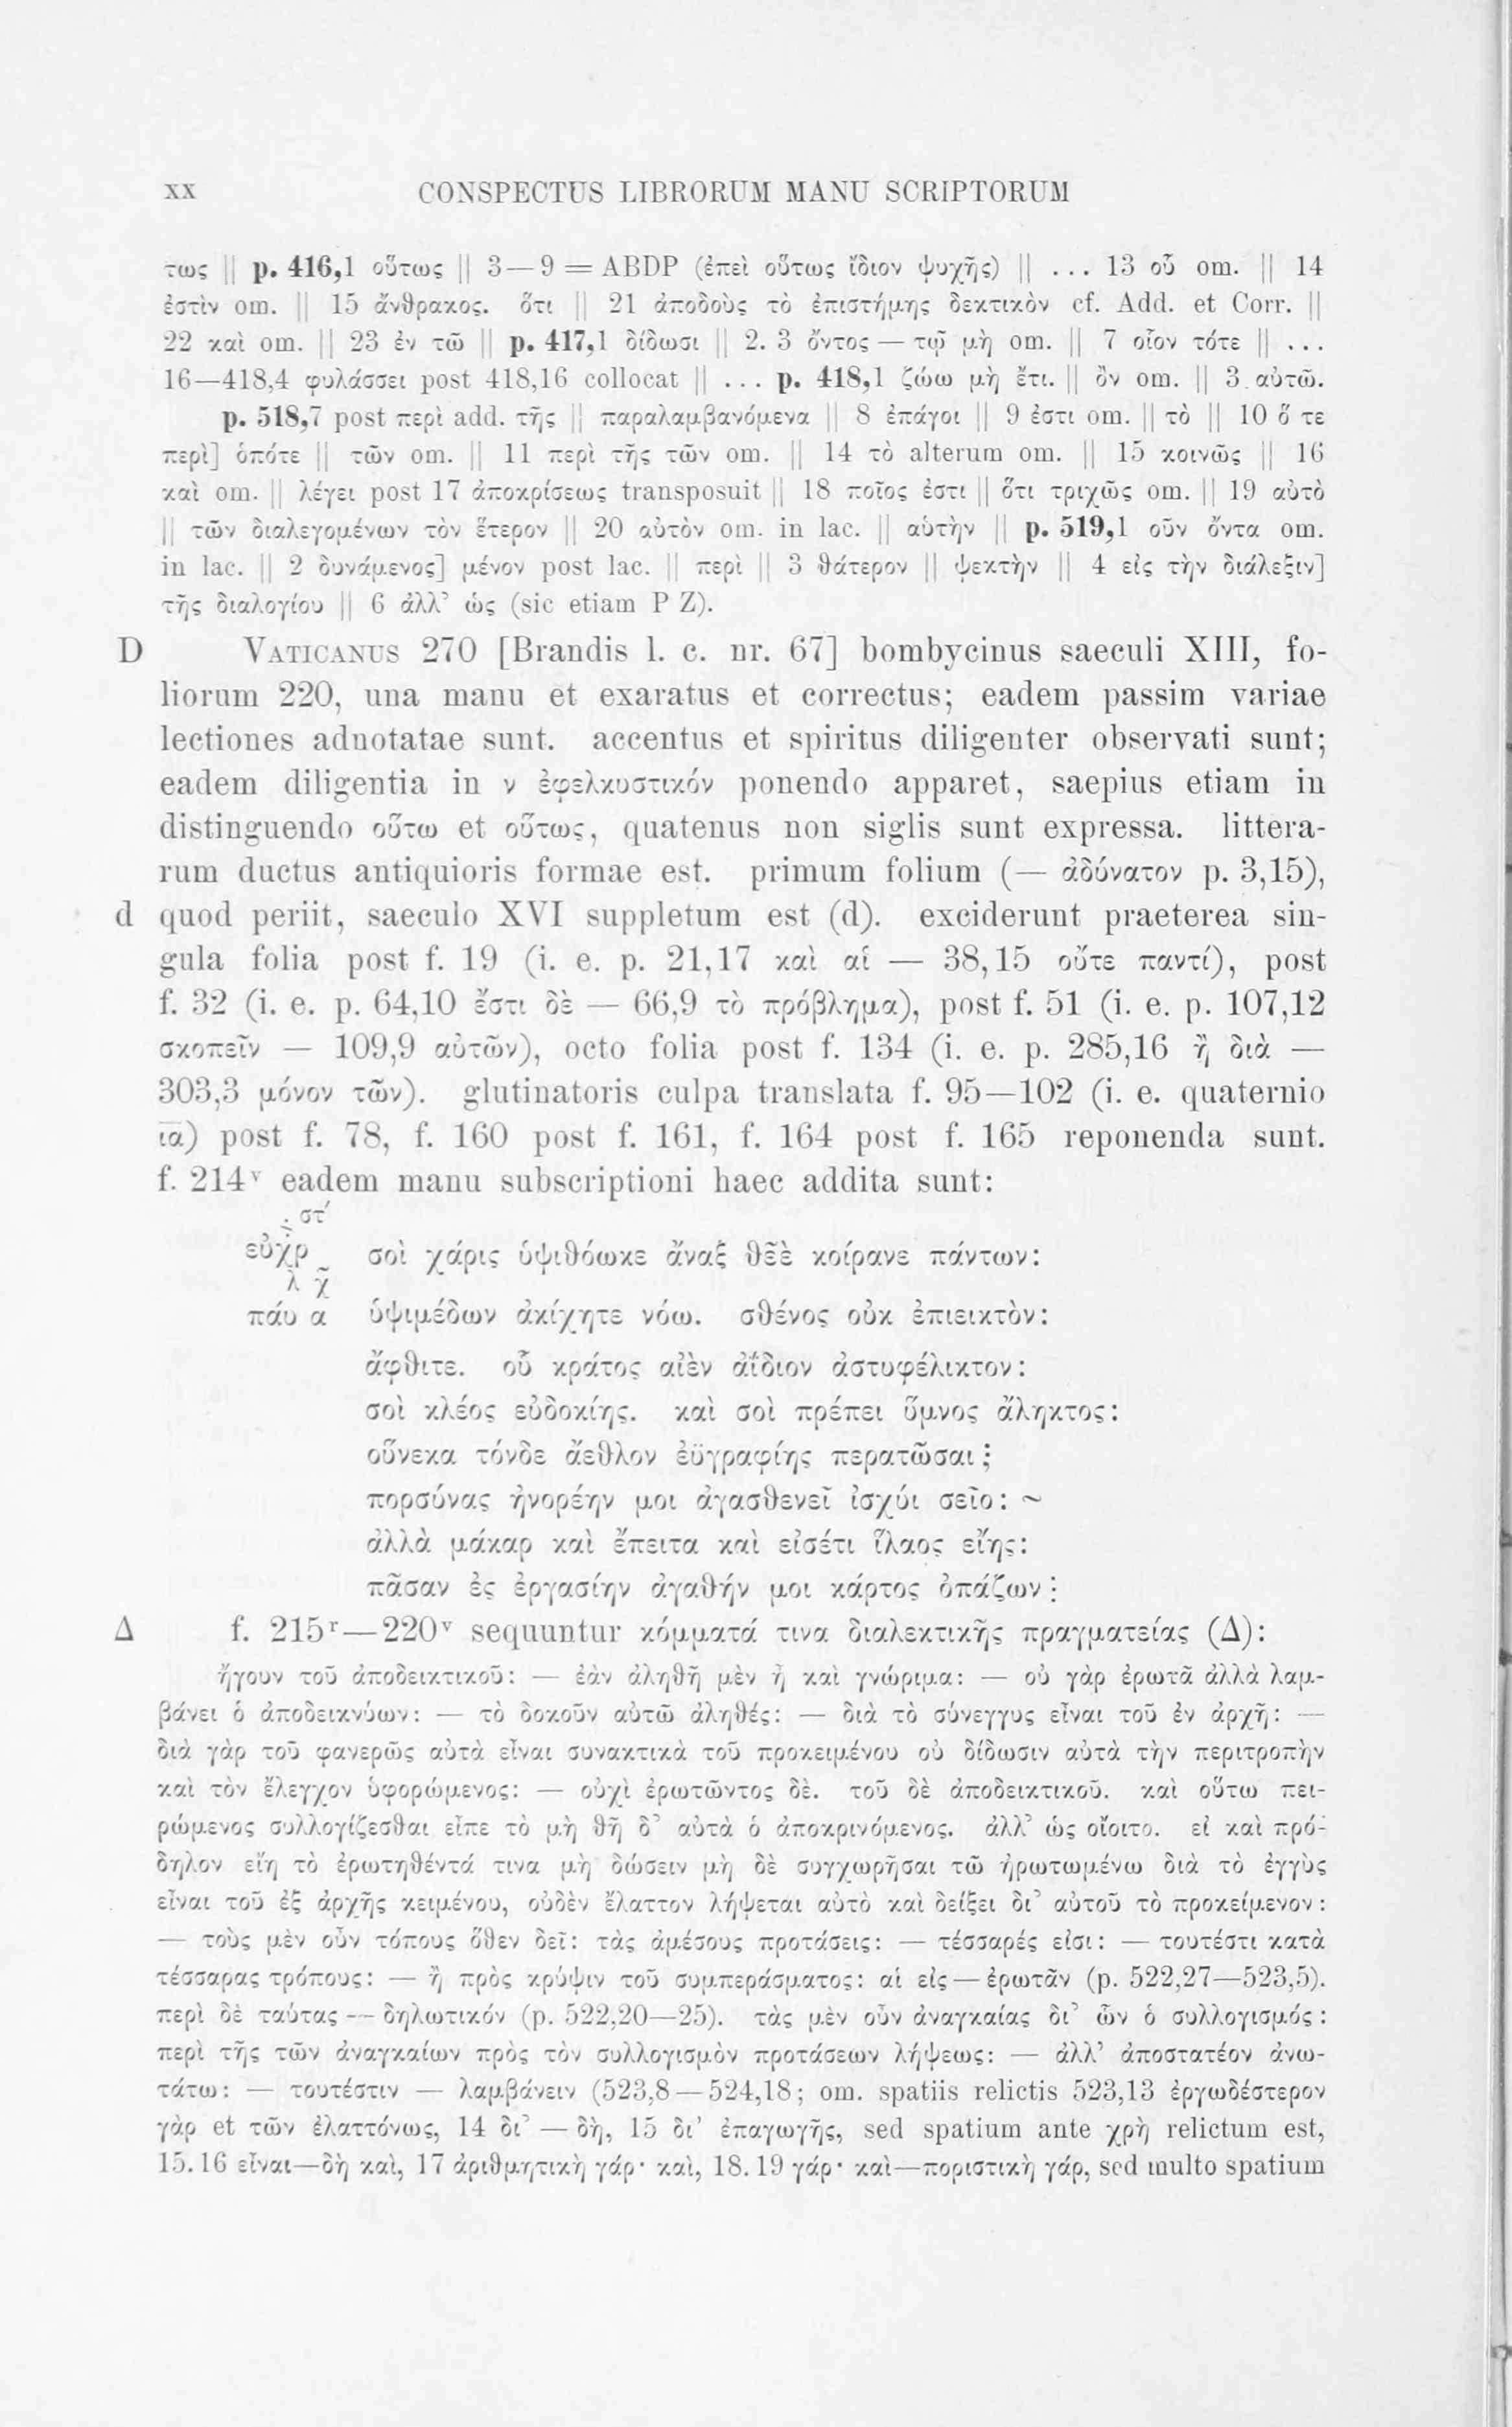 xx CONSPECTUS LIBRORUM MANU SCRIPTORUM
τως || p. 416,1 οὕτως || 3—9 = ABDP (ἐπεὶ οὕτως ἴδιον ψυχῆς) || ... 13 οὗ om. || 14
ἐστὶν om. || 15 ἄνθρακος. ὅτι || 21 ἀποδοὺς τὸ ἐπιστήμης δεκτικὸν cf. Add. et Corr. ||
22 καὶ om. || 23 ἐν τῶ || p. 417,1 δίδωσι || 2. 3 ὄντος — τῷ μὴ om. || 7 οἷον τότε || ...
16—418,4 φυλάσσει post 418,16 collocat || ... p. 418,1 ζώω μὴ ἔτι. || ὂν om. || 3 αὐτῶ.
p. 518,7 post περὶ add. τῆς || παραλαμβανόμενα || 8 ἐπάγοι || 9 ἐστι om. || τὸ || 10 ὅ τε
περὶ] ὁπότε || τῶν om. || 11 περὶ τῆς τῶν om. || 14 τὸ alterum om. || 15 κοινῶς || 16
καὶ om. || λέγει post 17 ἀποκρίσεως transposuit || 18 ποῖος ἐστι || ὅτι τριχῶς om. || 19 αὐτὸ
|| τῶν διαλεγομένων τὸν ἕτερον || 20 αὐτὸν om. in lac. || αὑτὴν || p. 519,1 οὖν ὄντα om.
in lac. || 2 δυνάμενος] μένον post lac. || περὶ || 3 θάτερον || ψεκτὴν || 4 εἰς τὴν διάλεξιν]
τῆς διαλογίου || 6 ἀλλ’ ὡς (sic etiam P Z).
D VATICANUS 270 [Brandis l. c. nr. 67] bombycinus saeculi XIII, fo-
liorum 220, una manu et exaratus et correctus; eadem passim variae
lectiones adnotatae sunt. accentus et spiritus diligenter observati sunt;
eadem diligentia in ν ἐφελκυστικόν ponendo apparet, saepius etiam in
distinguendo οὕτω et οὕτως, quatenus non siglis sunt expressa. littera-
rum ductus antiquioris formae est. primum folium (— ἀδύνατον p. 3,15),
d quod periit, saeculo XVI suppletum est (d). exciderunt praeterea sin-
gula folia post f. 19 (i. e. p. 21,17 καὶ αἱ — 38,15 οὔτε παντί), post
f. 32 (i. e. p. 64,10 ἔστι δὲ — 66,9 τὸ πρόβλημα), post f. 51 (i. e. p. 107,12
σκοπεῖν — 109,9 αὐτῶν), octo folia post f. 134 (i. e. p. 285,16 ἢ διὰ —
303,3 μόνον τῶν). glutinatoris culpa translata f. 95—102 (i. e. quaternio
ια) post f. 78, f. 160 post f. 161, f. 164 post f. 165 reponenda sunt.
f. 214v eadem manu subscriptioni haec addita sunt:
στ’
εὐχρ σοὶ χάρις ὑψιθόωκε ἄναξ θεὲ κοίρανε πάντων:
λ χ
πάυ α ὑψιμέδων ἀκίχητε νόω. σθένος οὐκ ἐπιεικτὸν:
ἄφθιτε. οὗ κράτος αἰὲν ἀΐδιον ἀστυφέλικτον:
σοὶ κλέος εὐδοκίης. καὶ σοὶ πρέπει ὕμνος ἄληκτος:
οὕνεκα τόνδε ἄεθλον ἐϋγραφίης περατῶσαι ;
πορσύνας ἠνορέην μοι ἀγασθενεῖ ἰσχύι σεῖο: ~
ἀλλὰ μάκαρ καὶ ἔπειτα καὶ εἰσέτι ἵλαος εἴης:
πᾶσαν ἐς ἐργασίην ἀγαθήν μοι κάρτος ὀπάζων :
Δ f. 215r—220v sequuntur κόμματά τινα διαλεκτικῆς πραγματείας (Δ):
ἤγουν τοῦ ἀποδεικτικοῦ: — ἐὰν ἀληθῆ μὲν ἦ καὶ γνώριμα: — οὐ γὰρ ἐρωτᾶ ἀλλὰ λαμ-
βάνει ὁ ἀποδεικνύων: — τὸ δοκοῦν αὐτῶ ἀληθές: — διὰ τὸ σύνεγγυς εἶναι τοῦ ἐν ἀρχῆ: —
διὰ γὰρ τοῦ φανερῶς αὐτὰ εἶναι συνακτικὰ τοῦ προκειμένου οὐ δίδωσιν αὐτὰ τὴν περιτροπὴν
καὶ τὸν ἔλεγχον ὑφορώμενος: — οὐχὶ ἐρωτῶντος δὲ. τοῦ δὲ ἀποδεικτικοῦ. καὶ οὕτω πει-
ρώμενος συλλογίζεσθαι εἶπε τὸ μὴ θῆ δ’ αὐτὰ ὁ ἀποκρινόμενος. ἀλλ’ ὡς οἴοιτο. εἰ καὶ πρό-
δηλον εἴη τὸ ἐρωτηθέντά τινα μὴ δώσειν μὴ δὲ συγχωρῆσαι τῶ ἠρωτωμένω διὰ τὸ ἐγγὺς
εἶναι τοῦ ἐξ ἀρχῆς κειμένου, οὐδὲν ἔλαττον λήψεται αὐτὸ καὶ δείξει δι’ αὐτοῦ τὸ προκείμενον:
— τοὺς μὲν οὖν τόπους ὅθεν δεῖ: τὰς ἀμέσους προτάσεις: — τέσσαρές εἰσι: — τουτέστι κατὰ
τέσσαρας τρόπους: — ἢ πρὸς κρύψιν τοῦ συμπεράσματος: αἱ εἰς — ἐρωτᾶν (p. 522,27—523,5).
περὶ δὲ ταύτας — δηλωτικόν (p. 522,20—25). τὰς μὲν οὖν ἀναγκαίας δι’ ὧν ὁ συλλογισμός:
περὶ τῆς τῶν ἀναγκαίων πρὸς τὸν συλλογισμὸν προτάσεων λήψεως: — ἀλλ’ ἀποστατέον ἀνω-
τάτω: — τουτέστιν — λαμβάνειν (523,8—524,18; om. spatiis relictis 523,13 ἐργωδέστερον
γὰρ et τῶν ἐλαττόνως, 14 δι’ — δὴ, 15 δι’ ἐπαγωγῆς, sed spatium ante χρὴ relictum est,
15. 16 εἶναι—δὴ καὶ, 17 ἀριθμητικὴ γάρ· καὶ, 18. 19 γάρ· καὶ—ποριστικὴ γάρ, sed multo spatium